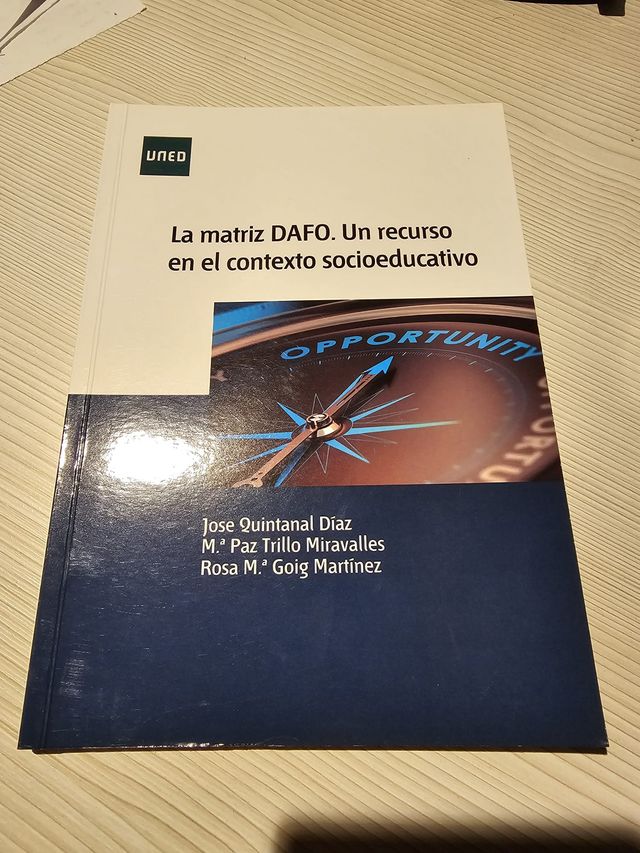 UNED
La matriz DAFO. Un recurso
en el contexto socioeducativo
OPPORTUNITY
Jose Quintanal Díaz
M.ª Paz Trillo Miravalles
Rosa M.ª Goig Martínez